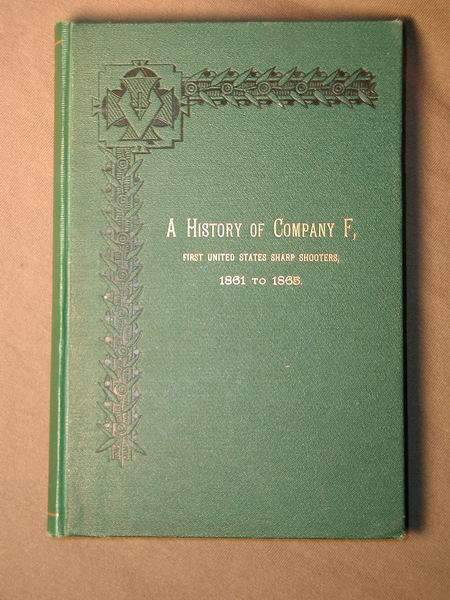 A HISTORY OF COMPANY F,
FIRST UNITED STATES SHARP SHOOTERS,
1861 TO 1865.